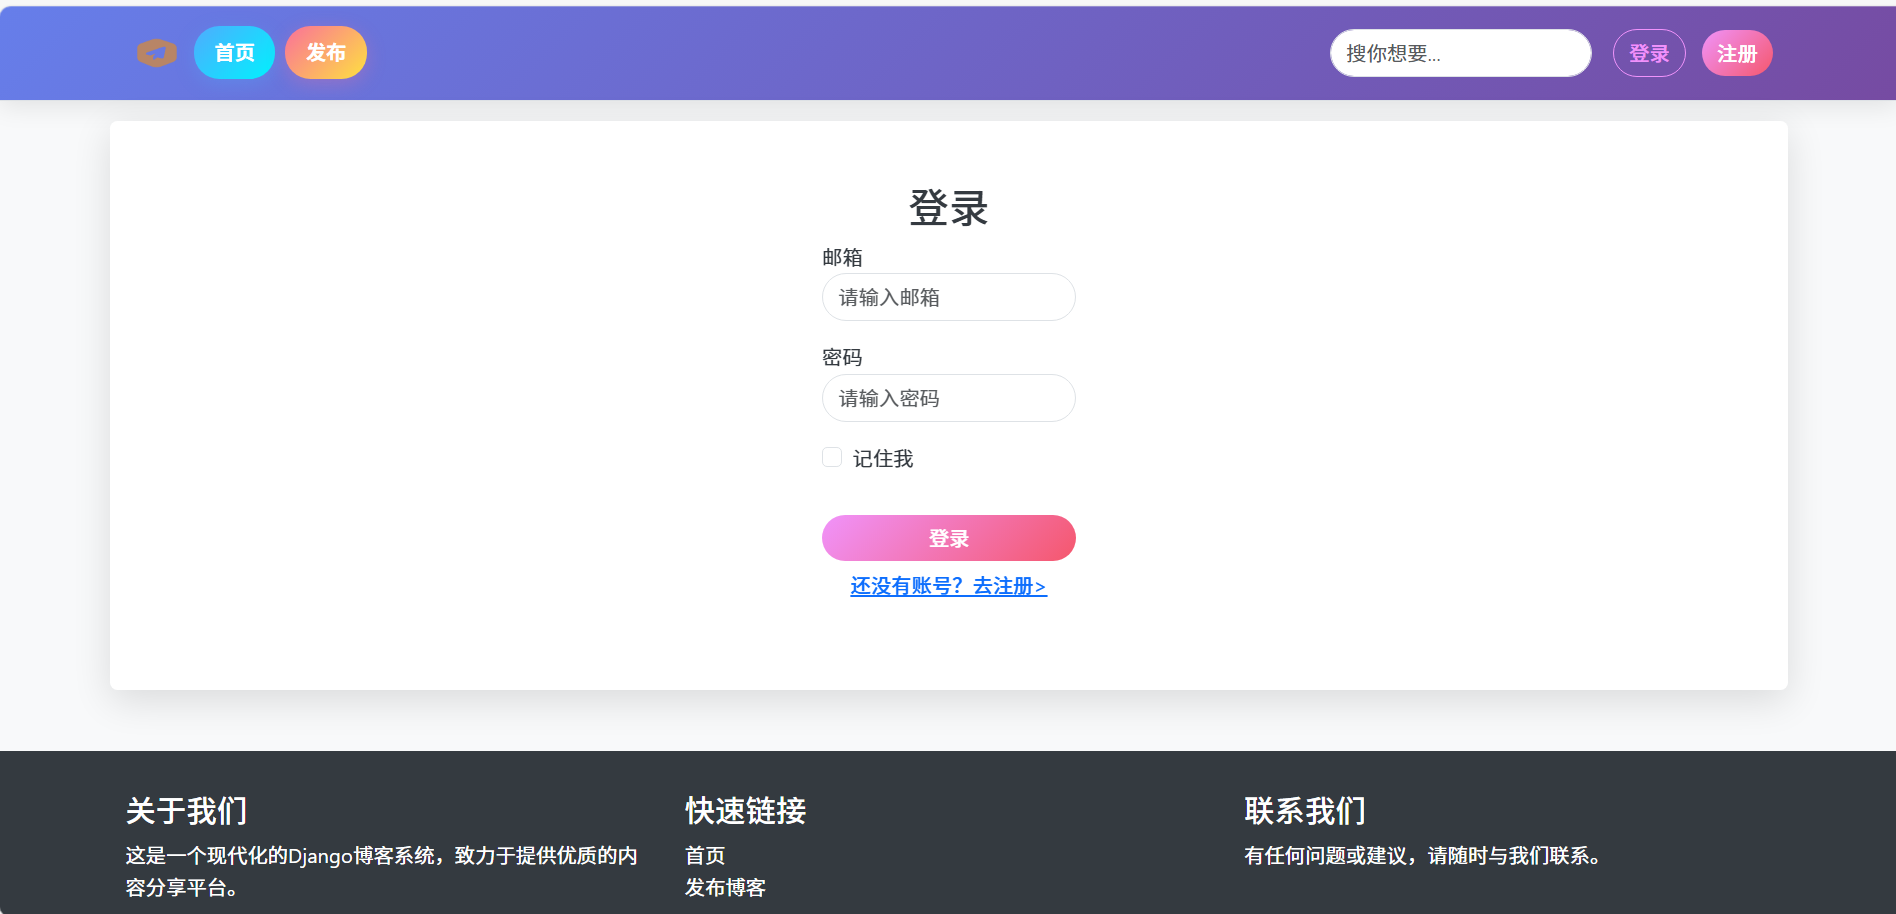 首页
发布
搜你想要...
登录
注册
登录
邮箱
请输入邮箱
密码
请输入密码
记住我
登录
还没有账号？去注册>
关于我们
这是一个现代化的Django博客系统，致力于提供优质的内
容分享平台。
快速链接
首页
发布博客
联系我们
有任何问题或建议，请随时与我们联系。